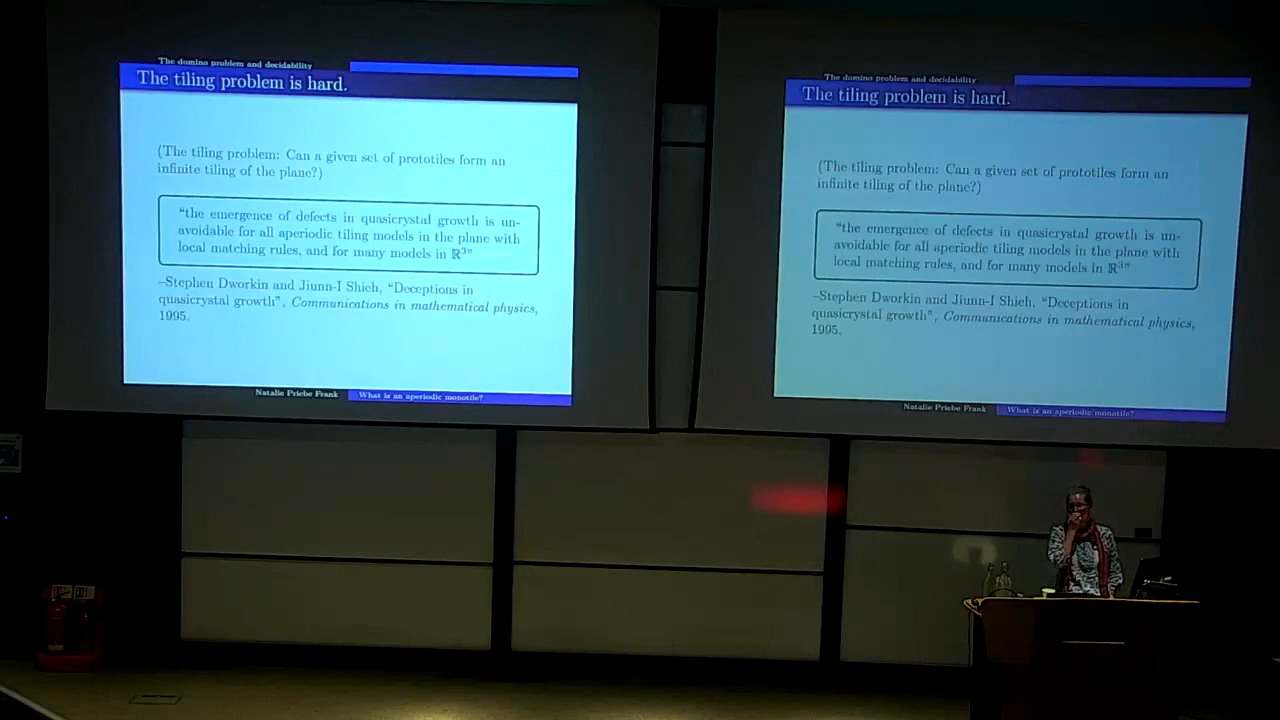 The domino problem and decidability
The tiling problem is hard.
(The tiling problem: Can a given set of prototiles form an
infinite tiling of the plane?)
“the emergence of defects in quasicrystal growth is un-
avoidable for all aperiodic tiling models in the plane with
local matching rules, and for many models in ℝ³”
–Stephen Dworkin and Jiunn-I Shieh, “Deceptions in
quasicrystal growth”, Communications in mathematical physics,
1995.
Natalie Priebe Frank What is an aperiodic monotile?
The domino problem and decidability
The tiling problem is hard.
(The tiling problem: Can a given set of prototiles form an
infinite tiling of the plane?)
“the emergence of defects in quasicrystal growth is un-
avoidable for all aperiodic tiling models in the plane with
local matching rules, and for many models in ℝ³”
–Stephen Dworkin and Jiunn-I Shieh, “Deceptions in
quasicrystal growth”, Communications in mathematical physics,
1995.
Natalie Priebe Frank What is an aperiodic monotile?